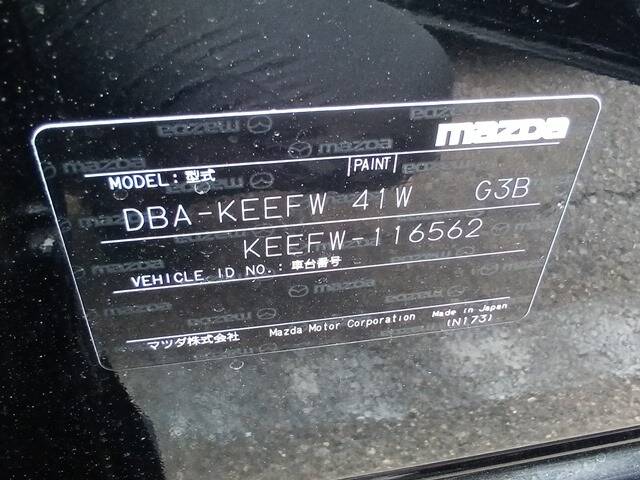 mazda
MODEL: 型式 PAINT
DBA-KEEFW 41W G3B
KEEFW-116562
VEHICLE ID NO.: 車台番号
マツダ株式会社 Mazda Motor Corporation Made in Japan
(N173)